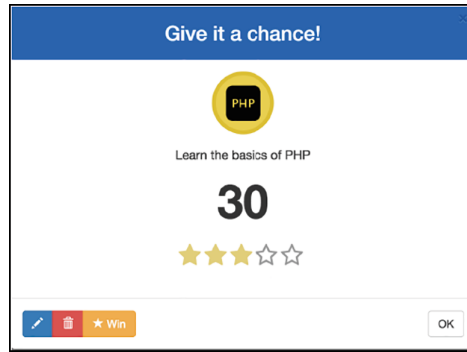 Give it a chance!
PHP
Learn the basics of PHP
30
Win
OK